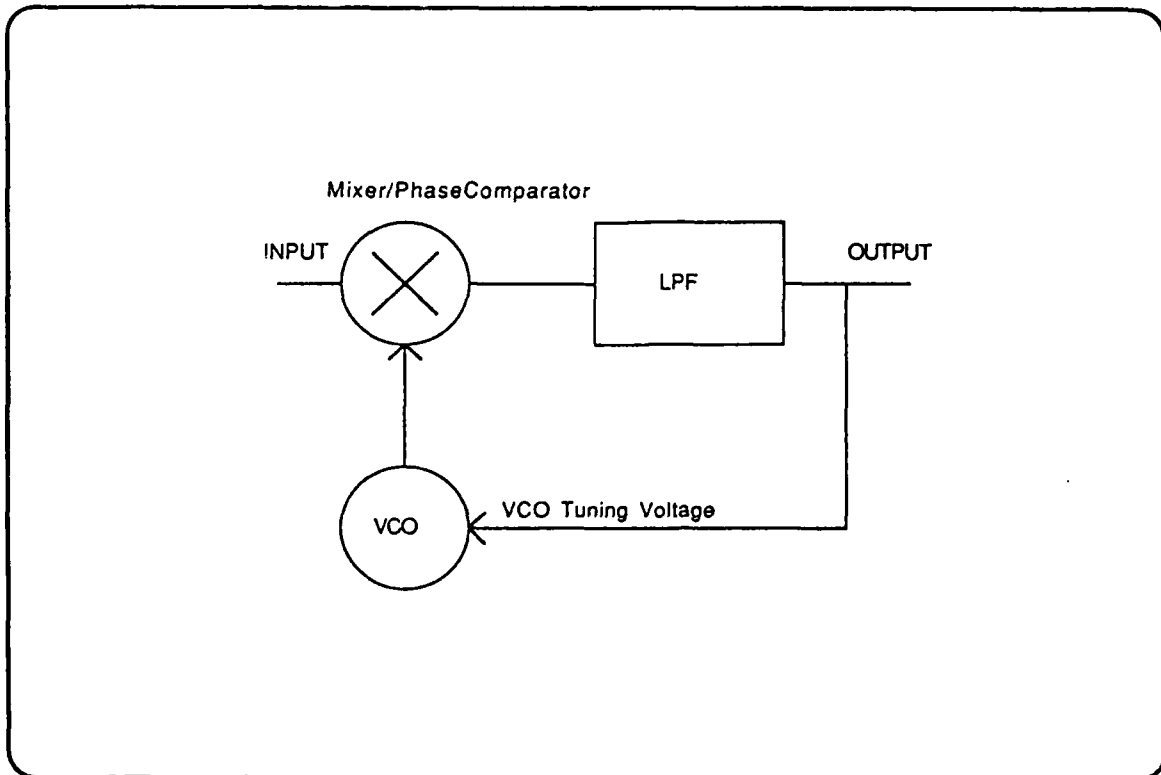 Mixer/PhaseComparator
INPUT
LPF
OUTPUT
VCO
VCO Tuning Voltage